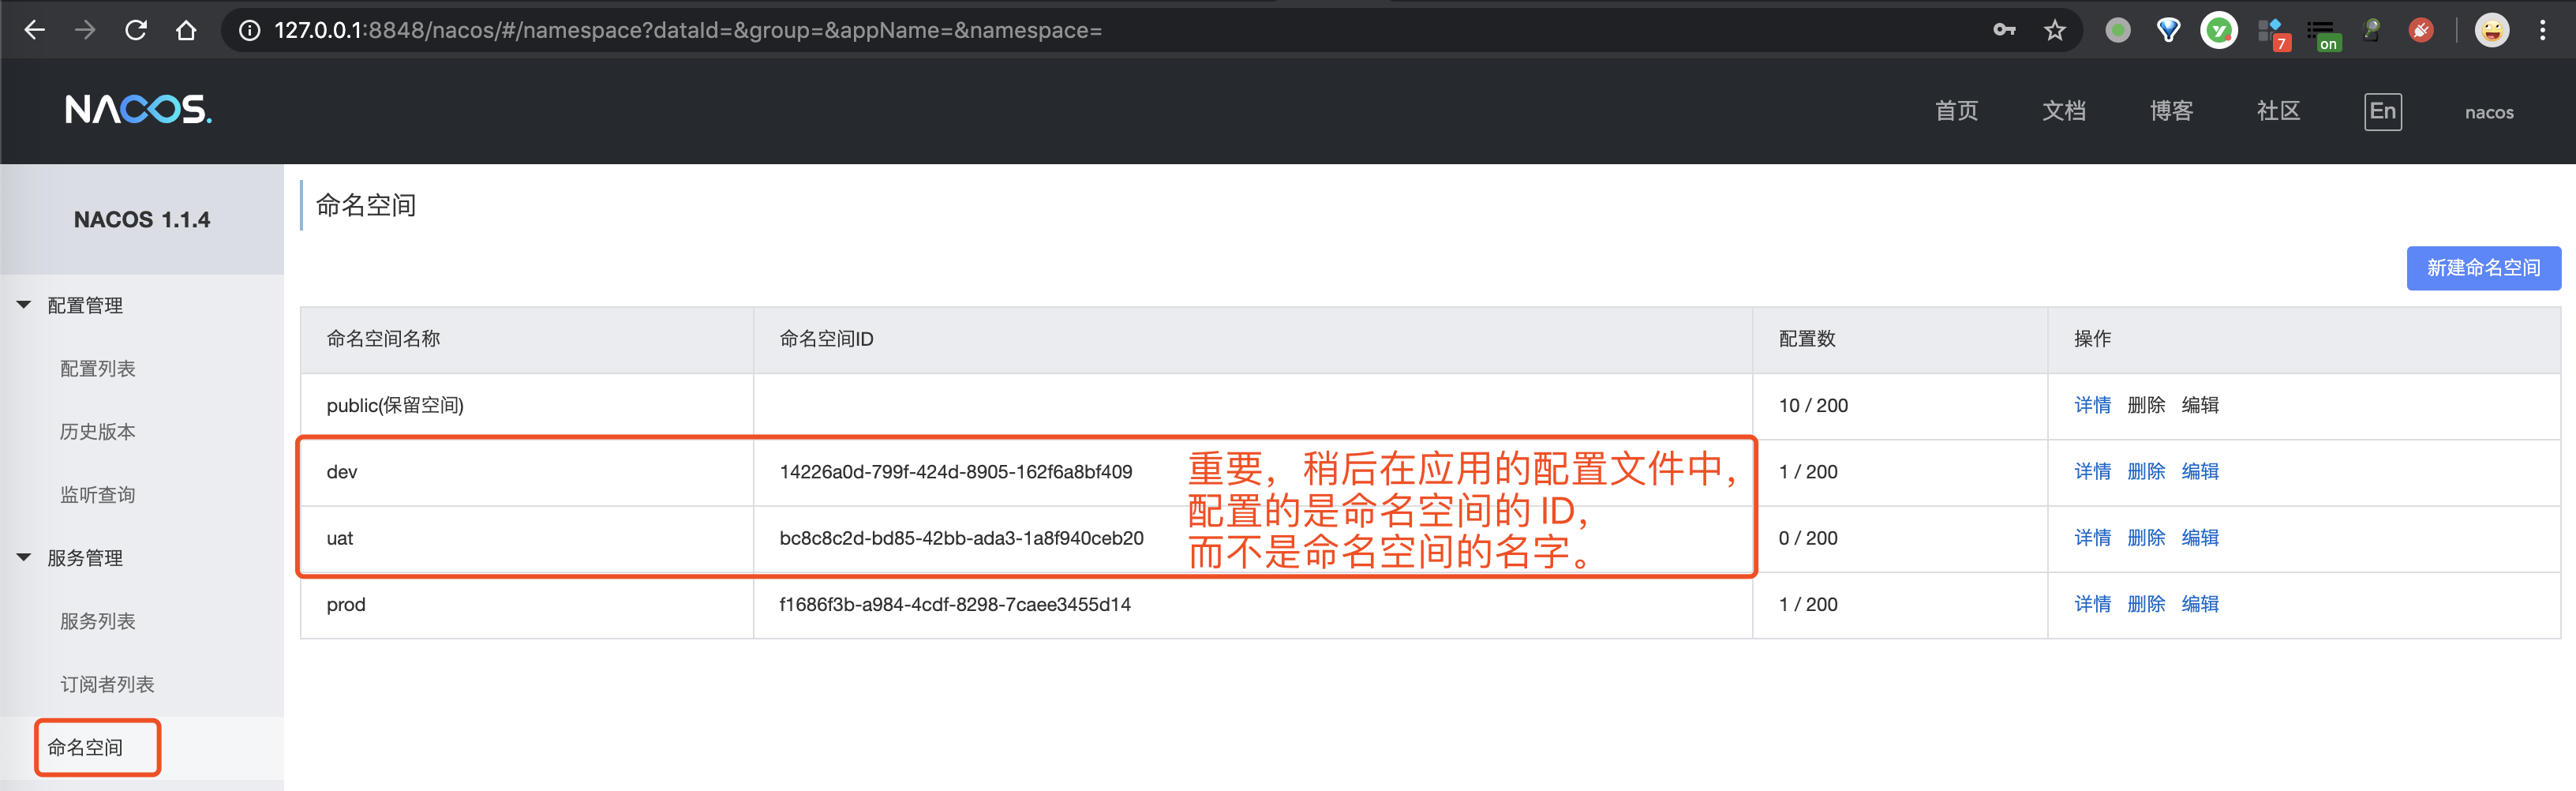 127.0.0.1:8848/nacos/#/namespace?dataId=&group=&appName=&namespace=
7
on
NACOS.
首页
文档
博客
社区
En
nacos
NACOS 1.1.4
配置管理
配置列表
历史版本
监听查询
服务管理
服务列表
订阅者列表
命名空间
命名空间
新建命名空间
命名空间名称 命名空间ID 配置数 操作
public(保留空间) 10 / 200 详情 删除 编辑
dev 14226a0d-799f-424d-8905-162f6a8bf409 1 / 200 详情 删除 编辑
uat bc8c8c2d-bd85-42bb-ada3-1a8f940ceb20 0 / 200 详情 删除 编辑
prod f1686f3b-a984-4cdf-8298-7caee3455d14 1 / 200 详情 删除 编辑
重要，稍后在应用的配置文件中，
配置的是命名空间的 ID，
而不是命名空间的名字。